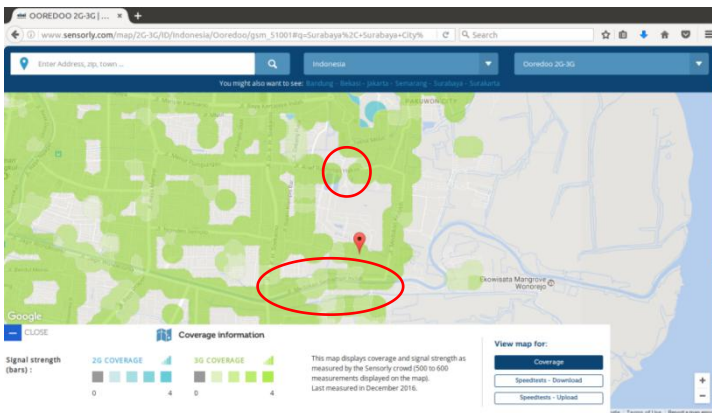 OOREDOO 2G-3G | ...
www.sensorly.com/map/2G-3G/ID/Indonesia/Ooredoo/gsm_51001#q=Surabaya%2C+Surabaya+City%
Search
Enter Address, zip, town ...
Indonesia
Ooredoo 2G-3G
You might also want to see: Bandung - Bekasi - Jakarta - Semarang - Surabaya - Surakarta
PAKUWON CITY
Ekowisata Mangrove
Wonorejo
Google
CLOSE
Coverage information
Signal strength
(bars) :
2G COVERAGE
3G COVERAGE
0 4 0 4
This map displays coverage and signal strength as
measured by the Sensorly crowd (500 to 600
measurements displayed on the map).
Last measured in December 2016.
View map for:
Coverage
Speedtests - Download
Speedtests - Upload